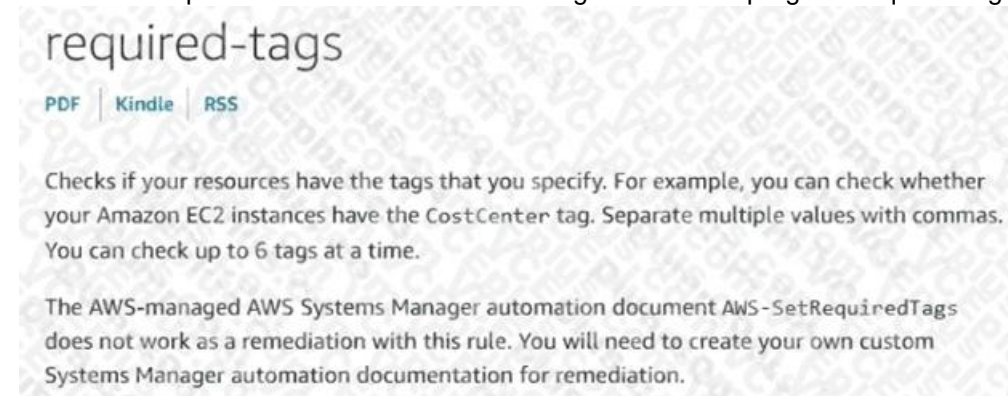 required-tags
PDF Kindle RSS
Checks if your resources have the tags that you specify. For example, you can check whether
your Amazon EC2 instances have the CostCenter tag. Separate multiple values with commas.
You can check up to 6 tags at a time.
The AWS-managed AWS Systems Manager automation document AWS-SetRequiredTags
does not work as a remediation with this rule. You will need to create your own custom
Systems Manager automation documentation for remediation.